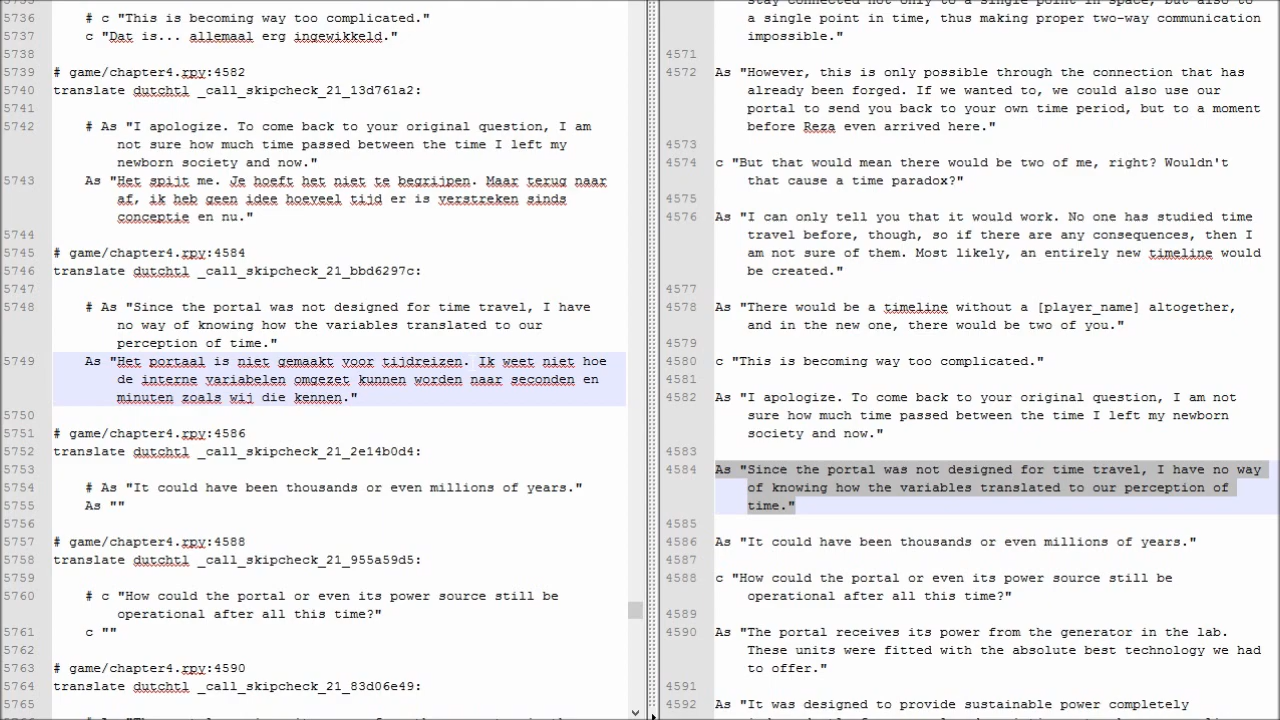 5736 # c "This is becoming way too complicated."
5737 c "Dat is... allemaal erg ingewikkeld."
5738
5739 # game/chapter4.rpy:4582
5740 translate dutchtl _call_skipcheck_21_13d761a2:
5741
5742 # As "I apologize. To come back to your original question, I am
not sure how much time passed between the time I left my
newborn society and now."
5743 As "Het spijt me. Je hoeft het niet te begrijpen. Maar terug naar
af, ik heb geen idee hoeveel tijd er is verstreken sinds
conceptie en nu."
5744
5745 # game/chapter4.rpy:4584
5746 translate dutchtl _call_skipcheck_21_bbd6297c:
5747
5748 # As "Since the portal was not designed for time travel, I have
no way of knowing how the variables translated to our
perception of time."
5749 As "Het portaal is niet gemaakt voor tijdreizen. Ik weet niet hoe
de interne variabelen omgezet kunnen worden naar seconden en
minuten zoals wij die kennen."
5750
5751 # game/chapter4.rpy:4586
5752 translate dutchtl _call_skipcheck_21_2e14b0d4:
5753
5754 # As "It could have been thousands or even millions of years."
5755 As ""
5756
5757 # game/chapter4.rpy:4588
5758 translate dutchtl _call_skipcheck_21_955a59d5:
5759
5760 # c "How could the portal or even its power source still be
operational after all this time?"
5761 c ""
5762
5763 # game/chapter4.rpy:4590
5764 translate dutchtl _call_skipcheck_21_83d06e49:
5765
a single point in time, thus making proper two-way communication
impossible."
4571
4572 As "However, this is only possible through the connection that has
already been forged. If we wanted to, we could also use our
portal to send you back to your own time period, but to a moment
before Reza even arrived here."
4573
4574 c "But that would mean there would be two of me, right? Wouldn't
that cause a time paradox?"
4575
4576 As "I can only tell you that it would work. No one has studied time
travel before, though, so if there are any consequences, then I
am not sure of them. Most likely, an entirely new timeline would
be created."
4577
4578 As "There would be a timeline without a [player_name] altogether,
and in the new one, there would be two of you."
4579
4580 c "This is becoming way too complicated."
4581
4582 As "I apologize. To come back to your original question, I am not
sure how much time passed between the time I left my newborn
society and now."
4583
4584 As "Since the portal was not designed for time travel, I have no way
of knowing how the variables translated to our perception of
time."
4585
4586 As "It could have been thousands or even millions of years."
4587
4588 c "How could the portal or even its power source still be
operational after all this time?"
4589
4590 As "The portal receives its power from the generator in the lab.
These units were fitted with the absolute best technology we had
to offer."
4591
4592 As "It was designed to provide sustainable power completely